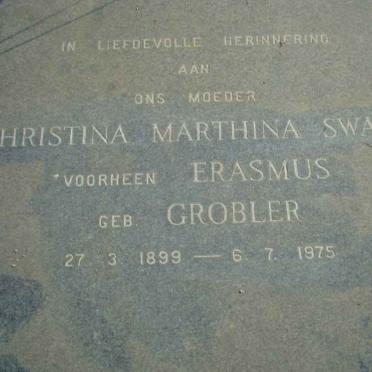 IN LIEFDEVOLLE HERINNERING
AAN
ONS MOEDER
HRISTINA MARTHINA SWA
VOORHEEN ERASMUS
GEB. GROBLER
27. 3. 1899 — 6. 7. 1975